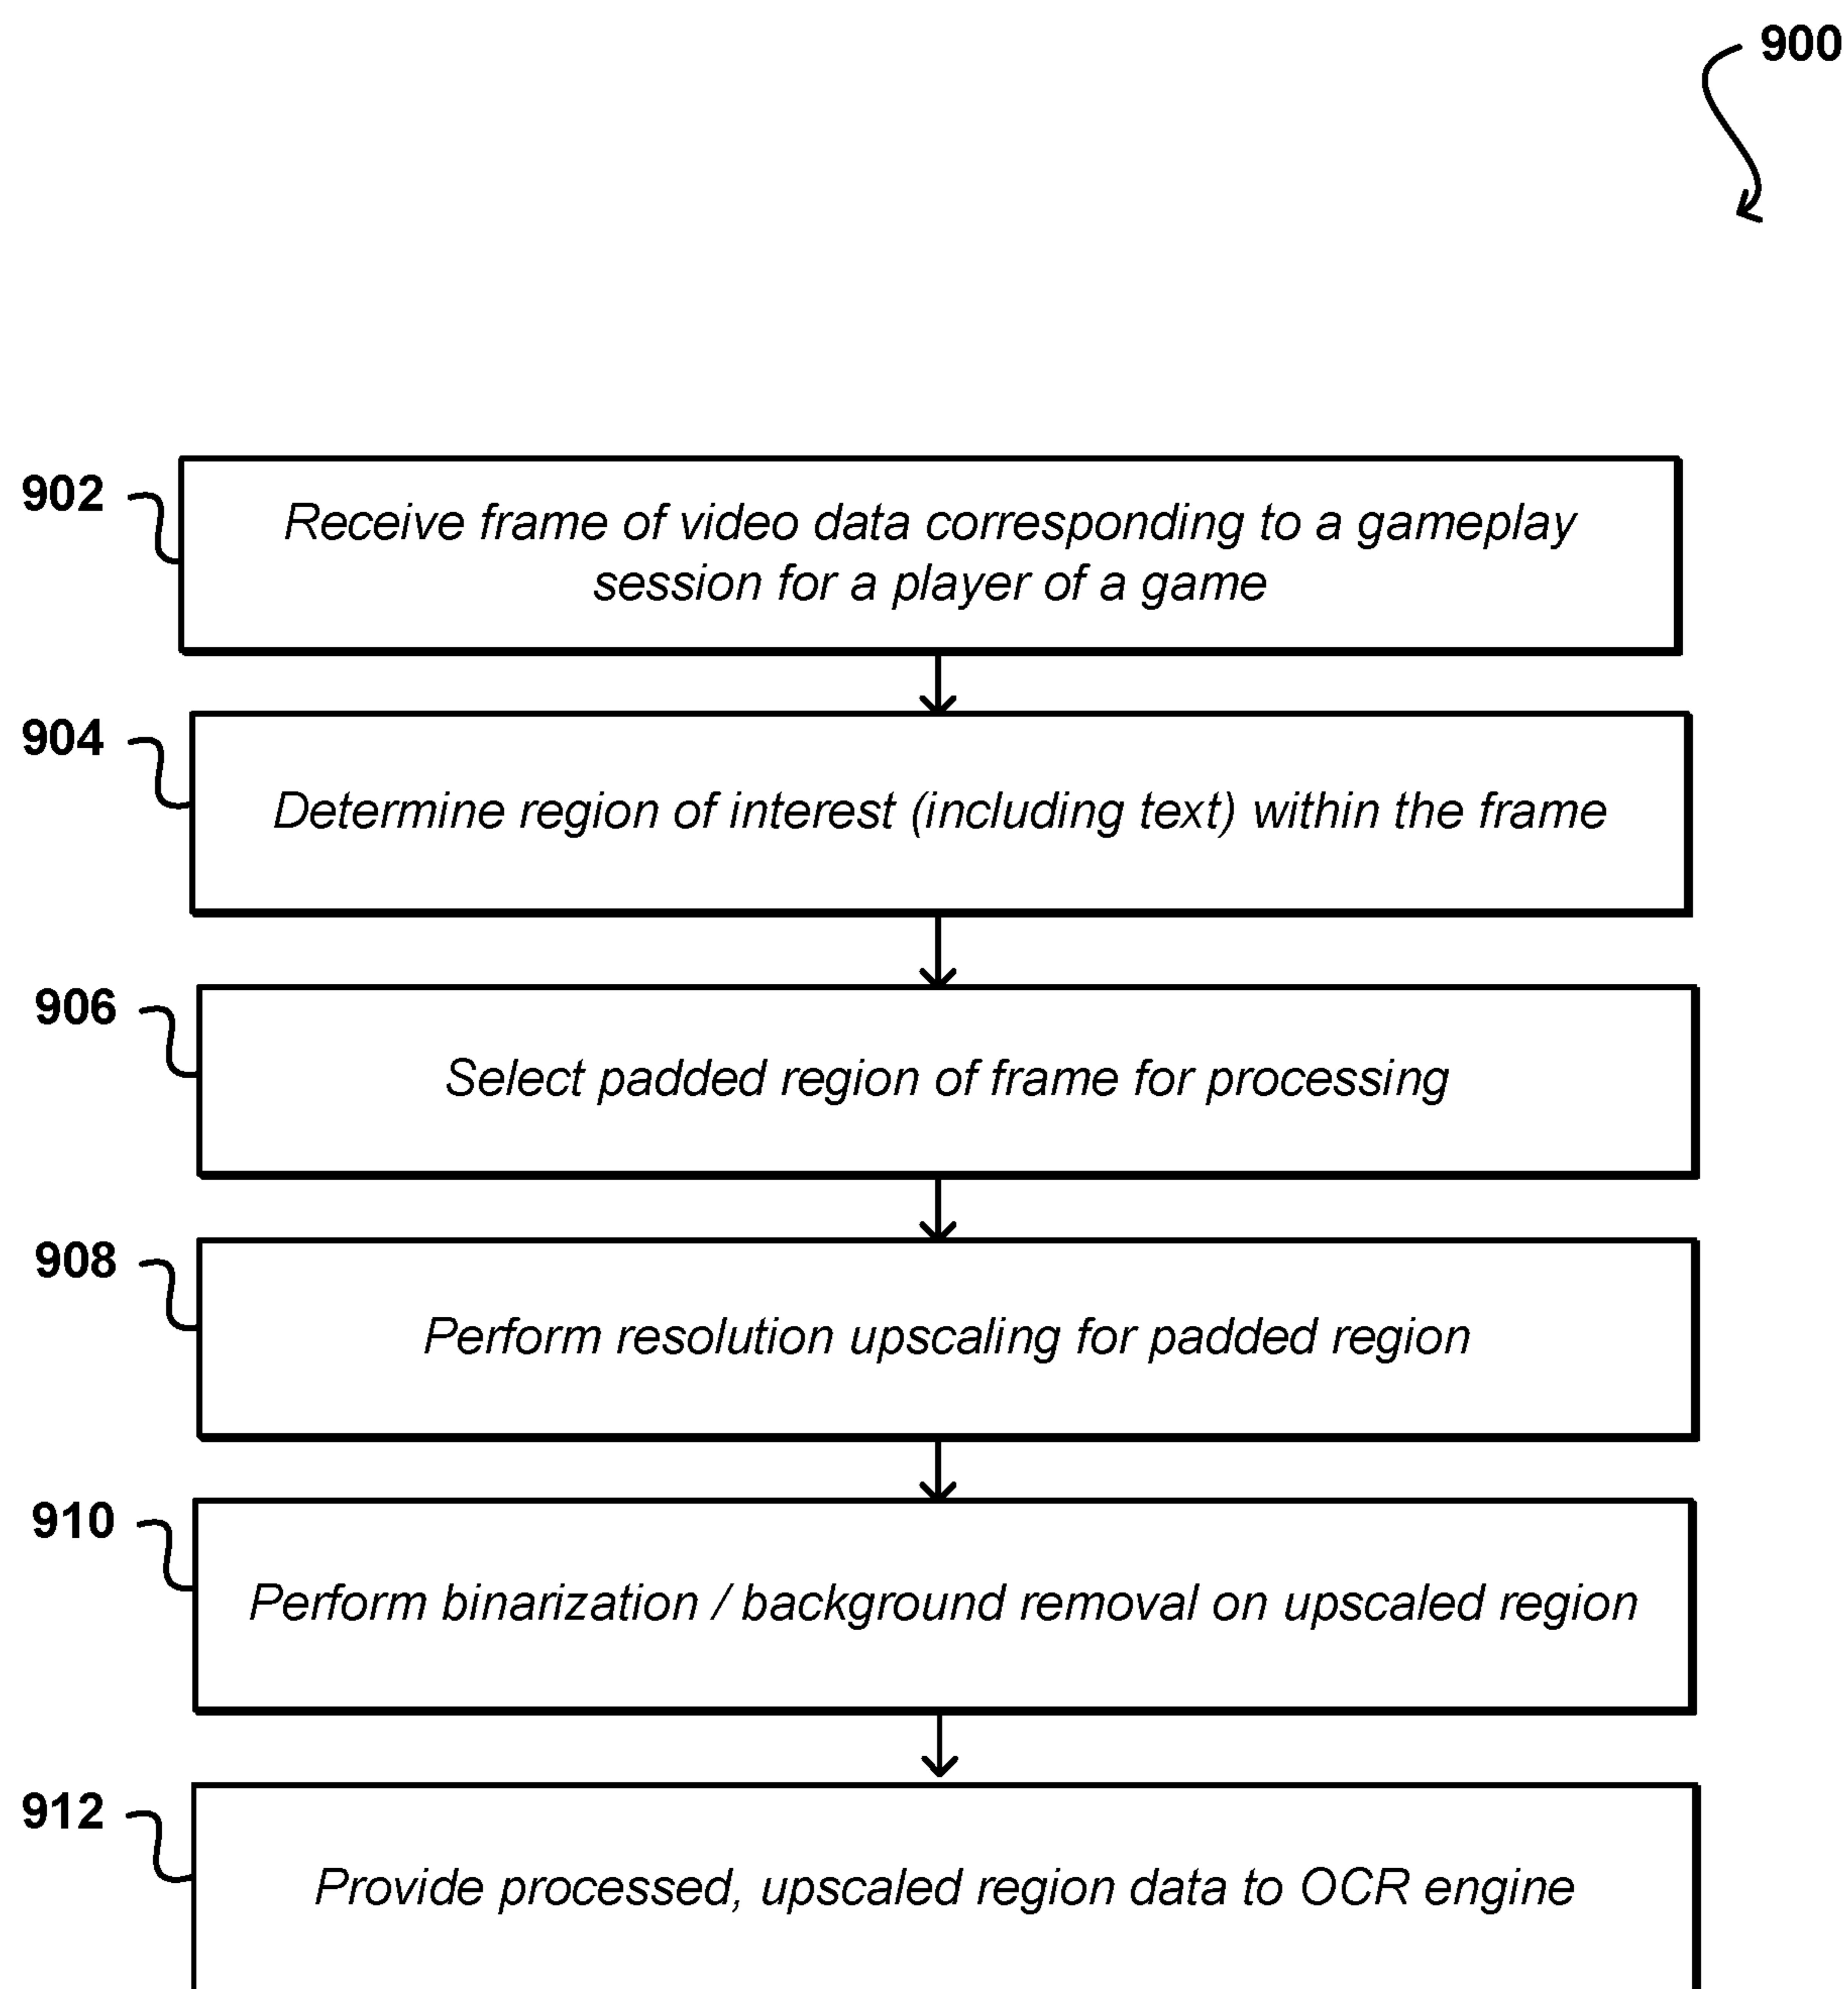 900
902
Receive frame of video data corresponding to a gameplay
session for a player of a game
904
Determine region of interest (including text) within the frame
906
Select padded region of frame for processing
908
Perform resolution upscaling for padded region
910
Perform binarization / background removal on upscaled region
912
Provide processed, upscaled region data to OCR engine